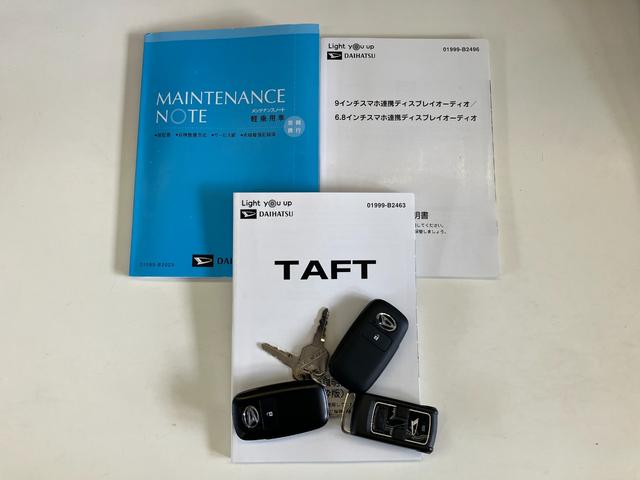 MAINTENANCE
NOTE
メンテナンスノート
軽乗用車
Light you up
DAIHATSU
01999-B2496
9インチスマホ連携ディスプレイオーディオ/
6.8インチスマホ連携ディスプレイオーディオ
明書
Light you up
DAIHATSU
01999-B2463
TAFT